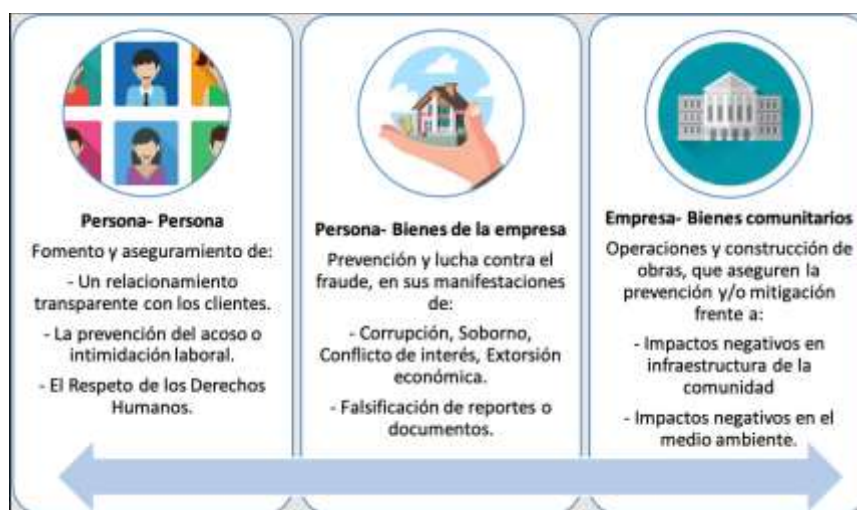 Persona- Persona
Fomento y aseguramiento de:
- Un relacionamiento
transparente con los clientes.
- La prevención del acoso o
intimidación laboral.
- El Respeto de los Derechos
Humanos.
Persona- Bienes de la empresa
Prevención y lucha contra el
fraude, en sus manifestaciones
de:
- Corrupción, Soborno,
Conflicto de interés, Extorsión
económica.
- Falsificación de reportes o
documentos.
Empresa- Bienes comunitarios
Operaciones y construcción de
obras, que aseguren la
prevención y/o mitigación
frente a:
- Impactos negativos en
infraestructura de la
comunidad
- Impactos negativos en el
medio ambiente.